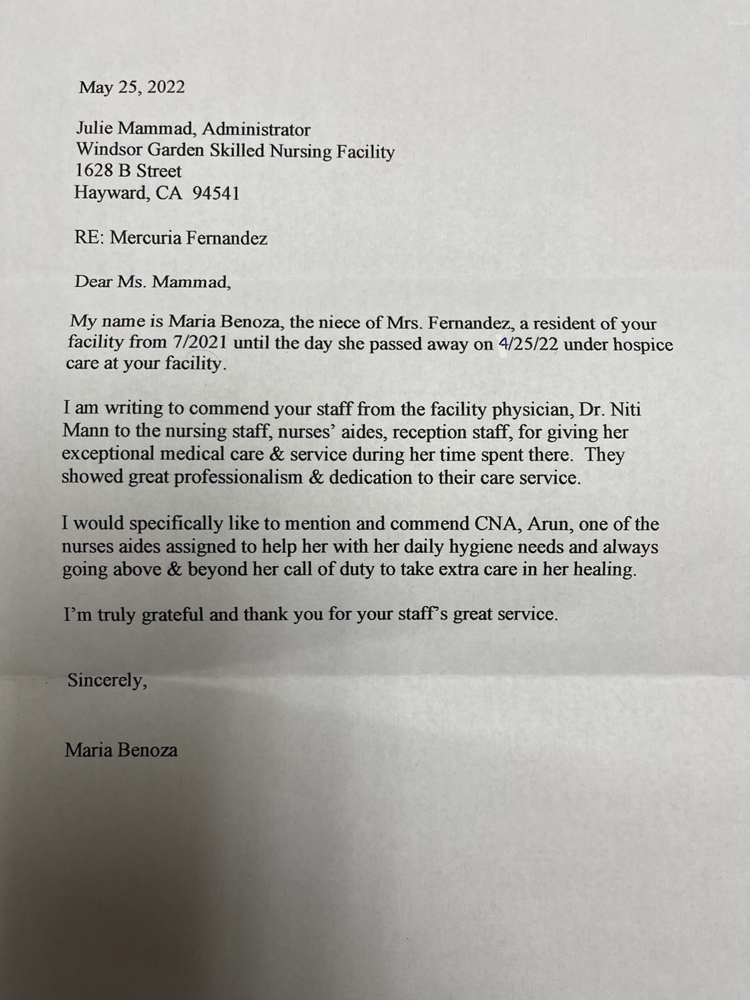 May 25, 2022
Julie Mammad, Administrator
Windsor Garden Skilled Nursing Facility
1628 B Street
Hayward, CA  94541
RE: Mercuria Fernandez
Dear Ms. Mammad,
My name is Maria Benoza, the niece of Mrs. Fernandez, a resident of your
facility from 7/2021 until the day she passed away on 4/25/22 under hospice
care at your facility.
I am writing to commend your staff from the facility physician, Dr. Niti
Mann to the nursing staff, nurses’ aides, reception staff, for giving her
exceptional medical care & service during her time spent there.  They
showed great professionalism & dedication to their care service.
I would specifically like to mention and commend CNA, Arun, one of the
nurses aides assigned to help her with her daily hygiene needs and always
going above & beyond her call of duty to take extra care in her healing.
I’m truly grateful and thank you for your staff’s great service.
Sincerely,
Maria Benoza